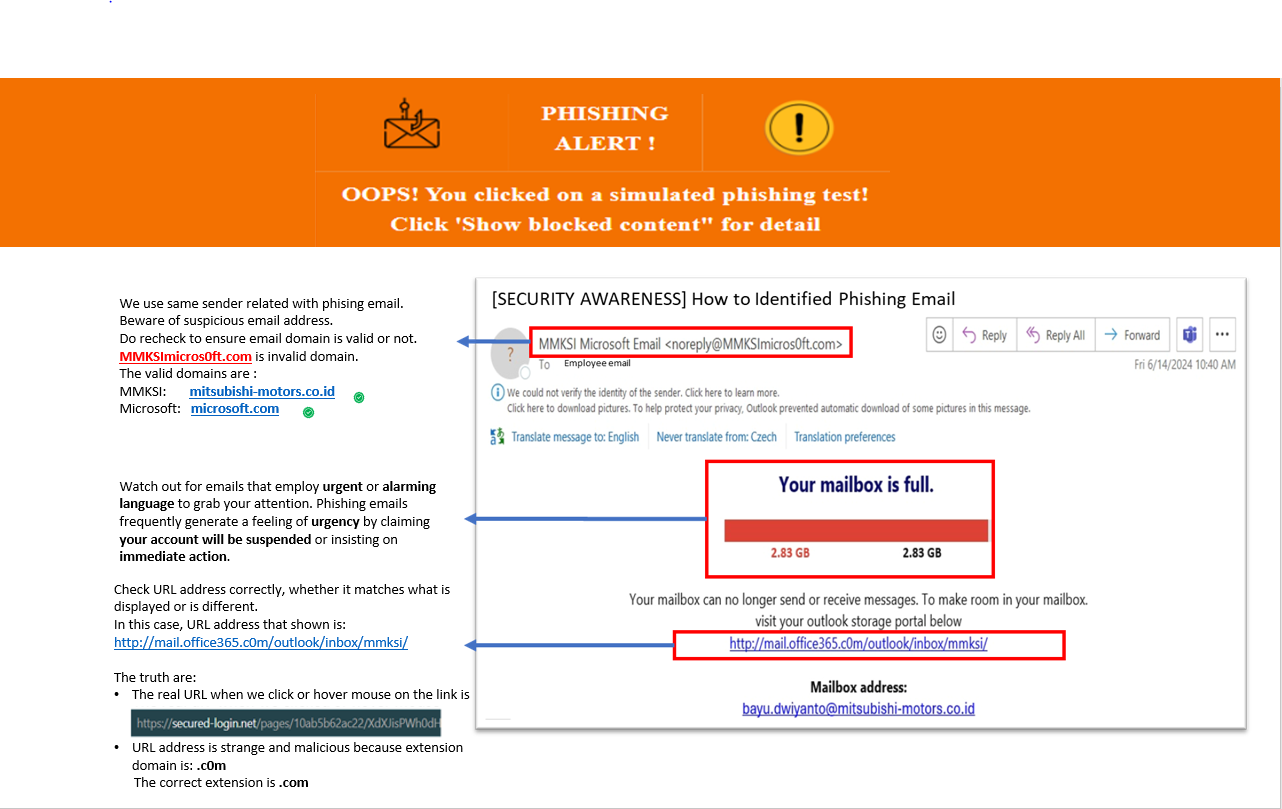 PHISHING
ALERT !
OOPS! You clicked on a simulated phishing test!
Click 'Show blocked content" for detail
We use same sender related with phising email.
Beware of suspicious email address.
Do recheck to ensure email domain is valid or not.
MMKSImicros0ft.com is invalid domain.
The valid domains are :
MMKSI: mitsubishi-motors.co.id
Microsoft: microsoft.com
Watch out for emails that employ urgent or alarming
language to grab your attention. Phishing emails
frequently generate a feeling of urgency by claiming
your account will be suspended or insisting on
immediate action.
Check URL address correctly, whether it matches what is
displayed or is different.
In this case, URL address that shown is:
http://mail.office365.c0m/outlook/inbox/mmksi/
The truth are:
• The real URL when we click or hover mouse on the link is
https://secured-login.net/pages/10ab5b62ac22/XdXJisPWh0dH
• URL address is strange and malicious because extension
domain is: .c0m
The correct extension is .com
[SECURITY AWARENESS] How to Identified Phishing Email
?
MMKSI Microsoft Email <noreply@MMKSImicros0ft.com>
To Employee email
Reply Reply All Forward ...
Fri 6/14/2024 10:40 AM
We could not verify the identity of the sender. Click here to learn more.
Click here to download pictures. To help protect your privacy, Outlook prevented automatic download of some pictures in this message.
Translate message to: English Never translate from: Czech Translation preferences
Your mailbox is full.
2.83 GB 2.83 GB
Your mailbox can no longer send or receive messages. To make room in your mailbox.
visit your outlook storage portal below
http://mail.office365.c0m/outlook/inbox/mmksi/
Mailbox address:
bayu.dwiyanto@mitsubishi-motors.co.id